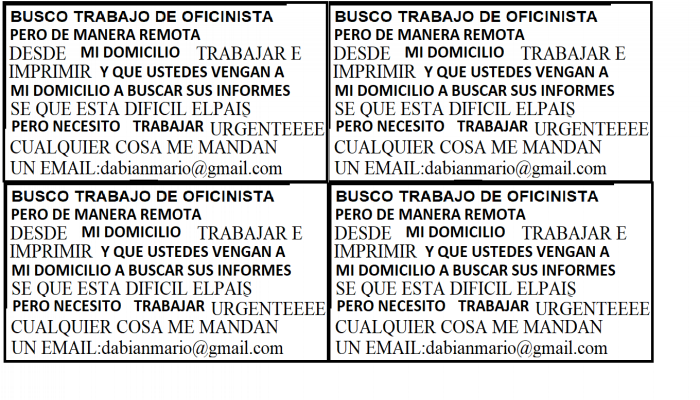 BUSCO TRABAJO DE OFICINISTA
PERO DE MANERA REMOTA
DESDE MI DOMICILIO TRABAJAR E
IMPRIMIR Y QUE USTEDES VENGAN A
MI DOMICILIO A BUSCAR SUS INFORMES
SE QUE ESTA DIFICIL ELPAIS
PERO NECESITO TRABAJAR URGENTEEEE
CUALQUIER COSA ME MANDAN
UN EMAIL:dabianmario@gmail.com
BUSCO TRABAJO DE OFICINISTA
PERO DE MANERA REMOTA
DESDE MI DOMICILIO TRABAJAR E
IMPRIMIR Y QUE USTEDES VENGAN A
MI DOMICILIO A BUSCAR SUS INFORMES
SE QUE ESTA DIFICIL ELPAIS
PERO NECESITO TRABAJAR URGENTEEEE
CUALQUIER COSA ME MANDAN
UN EMAIL:dabianmario@gmail.com
BUSCO TRABAJO DE OFICINISTA
PERO DE MANERA REMOTA
DESDE MI DOMICILIO TRABAJAR E
IMPRIMIR Y QUE USTEDES VENGAN A
MI DOMICILIO A BUSCAR SUS INFORMES
SE QUE ESTA DIFICIL ELPAIS
PERO NECESITO TRABAJAR URGENTEEEE
CUALQUIER COSA ME MANDAN
UN EMAIL:dabianmario@gmail.com
BUSCO TRABAJO DE OFICINISTA
PERO DE MANERA REMOTA
DESDE MI DOMICILIO TRABAJAR E
IMPRIMIR Y QUE USTEDES VENGAN A
MI DOMICILIO A BUSCAR SUS INFORMES
SE QUE ESTA DIFICIL ELPAIS
PERO NECESITO TRABAJAR URGENTEEEE
CUALQUIER COSA ME MANDAN
UN EMAIL:dabianmario@gmail.com